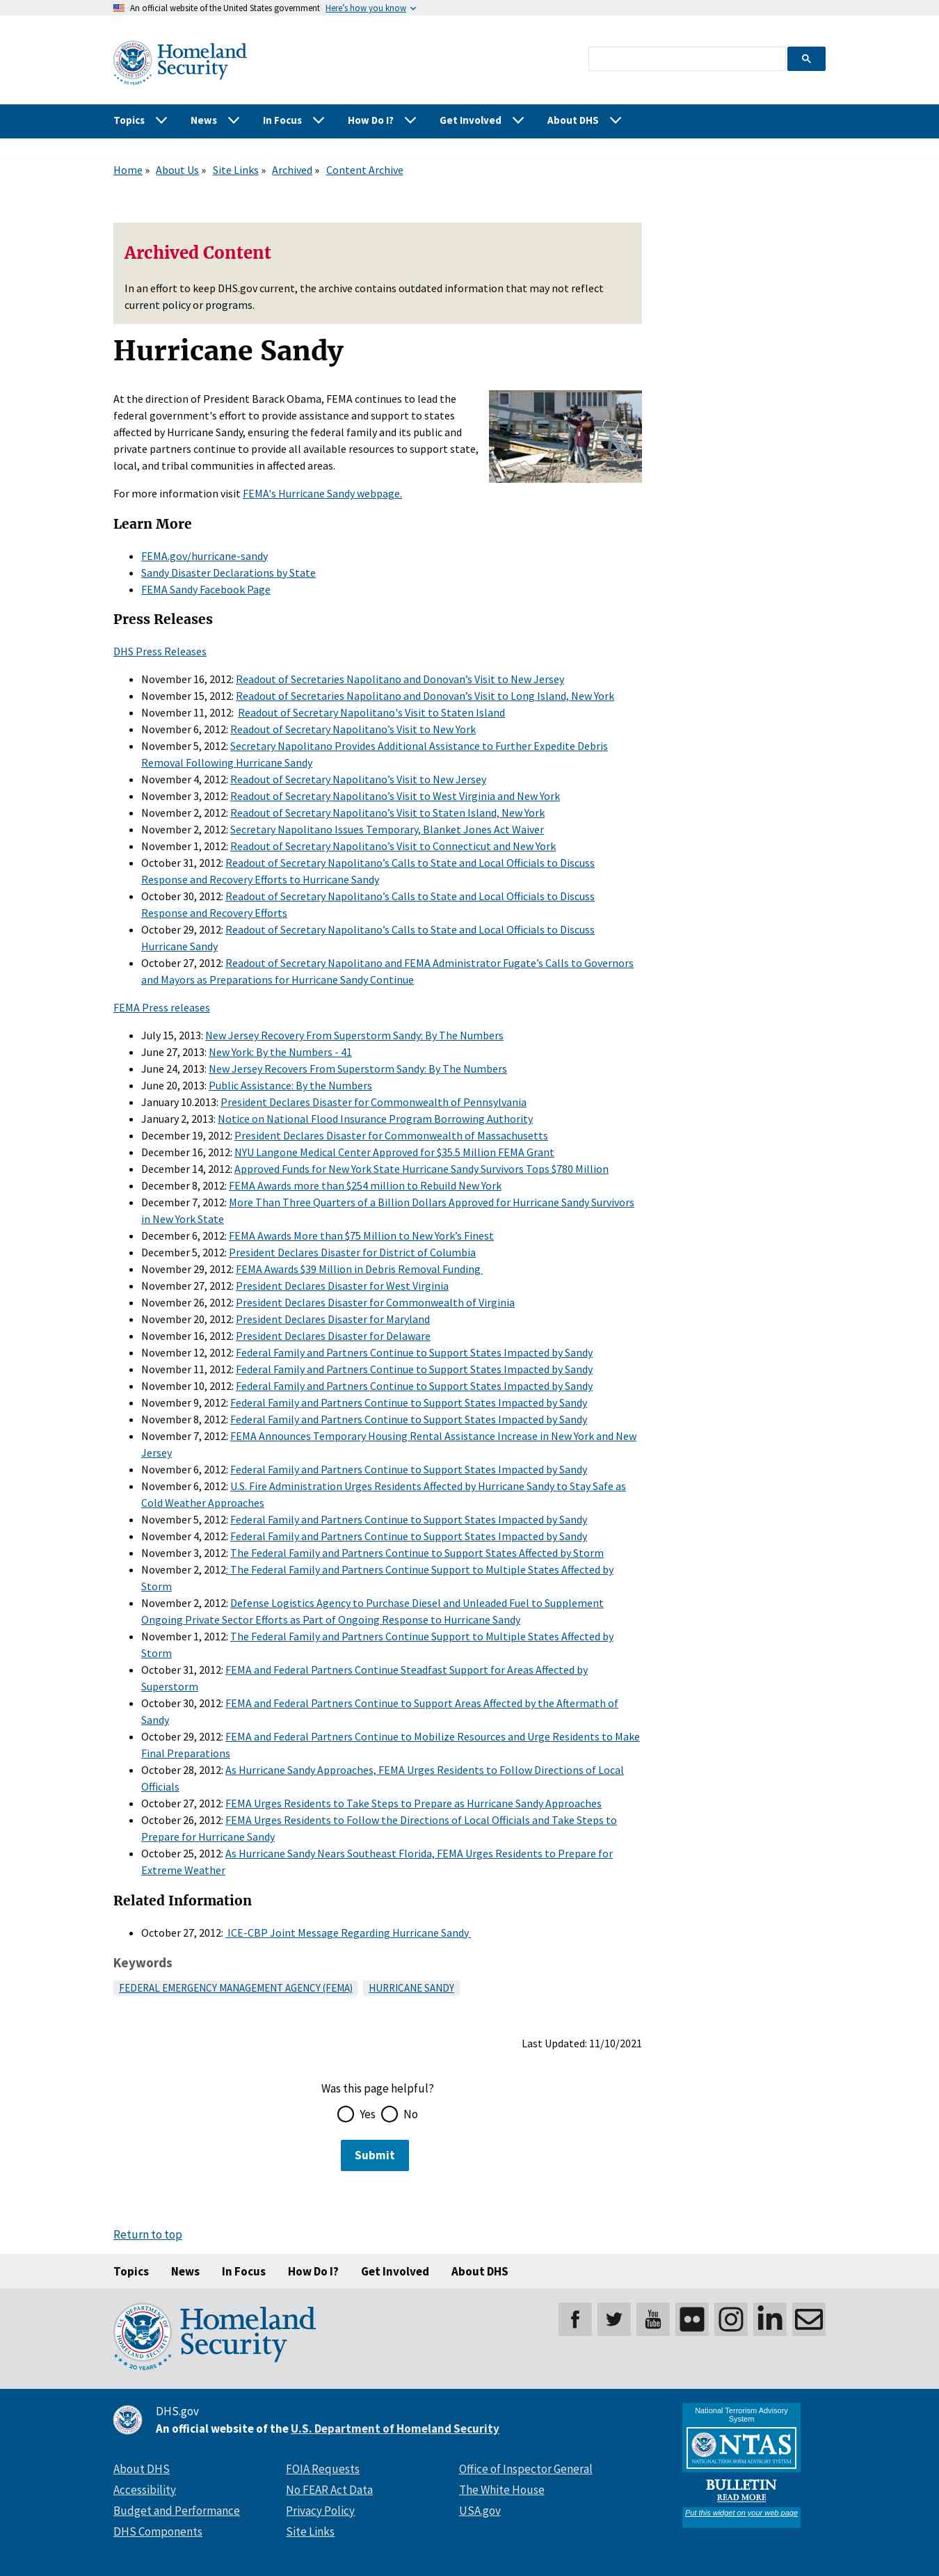 An official website of the United States government Here’s how you know
Homeland
Security
Topics News In Focus How Do I? Get Involved About DHS
Home » About Us » Site Links » Archived » Content Archive
Archived Content
In an effort to keep DHS.gov current, the archive contains outdated information that may not reflect
current policy or programs.
Hurricane Sandy
At the direction of President Barack Obama, FEMA continues to lead the
federal government's effort to provide assistance and support to states
affected by Hurricane Sandy, ensuring the federal family and its public and
private partners continue to provide all available resources to support state,
local, and tribal communities in affected areas.
For more information visit FEMA's Hurricane Sandy webpage.
Learn More
FEMA.gov/hurricane-sandy
Sandy Disaster Declarations by State
FEMA Sandy Facebook Page
Press Releases
DHS Press Releases
November 16, 2012: Readout of Secretaries Napolitano and Donovan’s Visit to New Jersey
November 15, 2012: Readout of Secretaries Napolitano and Donovan’s Visit to Long Island, New York
November 11, 2012: Readout of Secretary Napolitano's Visit to Staten Island
November 6, 2012: Readout of Secretary Napolitano’s Visit to New York
November 5, 2012: Secretary Napolitano Provides Additional Assistance to Further Expedite Debris
Removal Following Hurricane Sandy
November 4, 2012: Readout of Secretary Napolitano’s Visit to New Jersey
November 3, 2012: Readout of Secretary Napolitano’s Visit to West Virginia and New York
November 2, 2012: Readout of Secretary Napolitano’s Visit to Staten Island, New York
November 2, 2012: Secretary Napolitano Issues Temporary, Blanket Jones Act Waiver
November 1, 2012: Readout of Secretary Napolitano’s Visit to Connecticut and New York
October 31, 2012: Readout of Secretary Napolitano’s Calls to State and Local Officials to Discuss
Response and Recovery Efforts to Hurricane Sandy
October 30, 2012: Readout of Secretary Napolitano’s Calls to State and Local Officials to Discuss
Response and Recovery Efforts
October 29, 2012: Readout of Secretary Napolitano’s Calls to State and Local Officials to Discuss
Hurricane Sandy
October 27, 2012: Readout of Secretary Napolitano and FEMA Administrator Fugate’s Calls to Governors
and Mayors as Preparations for Hurricane Sandy Continue
FEMA Press releases
July 15, 2013: New Jersey Recovery From Superstorm Sandy: By The Numbers
June 27, 2013: New York: By the Numbers - 41
June 24, 2013: New Jersey Recovers From Superstorm Sandy: By The Numbers
June 20, 2013: Public Assistance: By the Numbers
January 10.2013: President Declares Disaster for Commonwealth of Pennsylvania
January 2, 2013: Notice on National Flood Insurance Program Borrowing Authority
December 19, 2012: President Declares Disaster for Commonwealth of Massachusetts
December 16, 2012: NYU Langone Medical Center Approved for $35.5 Million FEMA Grant
December 14, 2012: Approved Funds for New York State Hurricane Sandy Survivors Tops $780 Million
December 8, 2012: FEMA Awards more than $254 million to Rebuild New York
December 7, 2012: More Than Three Quarters of a Billion Dollars Approved for Hurricane Sandy Survivors
in New York State
December 6, 2012: FEMA Awards More than $75 Million to New York’s Finest
December 5, 2012: President Declares Disaster for District of Columbia
November 29, 2012: FEMA Awards $39 Million in Debris Removal Funding
November 27, 2012: President Declares Disaster for West Virginia
November 26, 2012: President Declares Disaster for Commonwealth of Virginia
November 20, 2012: President Declares Disaster for Maryland
November 16, 2012: President Declares Disaster for Delaware
November 12, 2012: Federal Family and Partners Continue to Support States Impacted by Sandy
November 11, 2012: Federal Family and Partners Continue to Support States Impacted by Sandy
November 10, 2012: Federal Family and Partners Continue to Support States Impacted by Sandy
November 9, 2012: Federal Family and Partners Continue to Support States Impacted by Sandy
November 8, 2012: Federal Family and Partners Continue to Support States Impacted by Sandy
November 7, 2012: FEMA Announces Temporary Housing Rental Assistance Increase in New York and New
Jersey
November 6, 2012: Federal Family and Partners Continue to Support States Impacted by Sandy
November 6, 2012: U.S. Fire Administration Urges Residents Affected by Hurricane Sandy to Stay Safe as
Cold Weather Approaches
November 5, 2012: Federal Family and Partners Continue to Support States Impacted by Sandy
November 4, 2012: Federal Family and Partners Continue to Support States Impacted by Sandy
November 3, 2012: The Federal Family and Partners Continue to Support States Affected by Storm
November 2, 2012: The Federal Family and Partners Continue Support to Multiple States Affected by
Storm
November 2, 2012: Defense Logistics Agency to Purchase Diesel and Unleaded Fuel to Supplement
Ongoing Private Sector Efforts as Part of Ongoing Response to Hurricane Sandy
November 1, 2012: The Federal Family and Partners Continue Support to Multiple States Affected by
Storm
October 31, 2012: FEMA and Federal Partners Continue Steadfast Support for Areas Affected by
Superstorm
October 30, 2012: FEMA and Federal Partners Continue to Support Areas Affected by the Aftermath of
Sandy
October 29, 2012: FEMA and Federal Partners Continue to Mobilize Resources and Urge Residents to Make
Final Preparations
October 28, 2012: As Hurricane Sandy Approaches, FEMA Urges Residents to Follow Directions of Local
Officials
October 27, 2012: FEMA Urges Residents to Take Steps to Prepare as Hurricane Sandy Approaches
October 26, 2012: FEMA Urges Residents to Follow the Directions of Local Officials and Take Steps to
Prepare for Hurricane Sandy
October 25, 2012: As Hurricane Sandy Nears Southeast Florida, FEMA Urges Residents to Prepare for
Extreme Weather
Related Information
October 27, 2012: ICE-CBP Joint Message Regarding Hurricane Sandy
Keywords
FEDERAL EMERGENCY MANAGEMENT AGENCY (FEMA) HURRICANE SANDY
Last Updated: 11/10/2021
Was this page helpful?
Yes No
Submit
Return to top
Topics News In Focus How Do I? Get Involved About DHS
Homeland
Security
20 YEARS
You
Tube
DHS.gov
An official website of the U.S. Department of Homeland Security
About DHS FOIA Requests Office of Inspector General
Accessibility No FEAR Act Data The White House
Budget and Performance Privacy Policy USA.gov
DHS Components Site Links
National Terrorism Advisory
System
NTAS
NATIONAL TERRORISM ADVISORY SYSTEM
BULLETIN
READ MORE
Put this widget on your web page